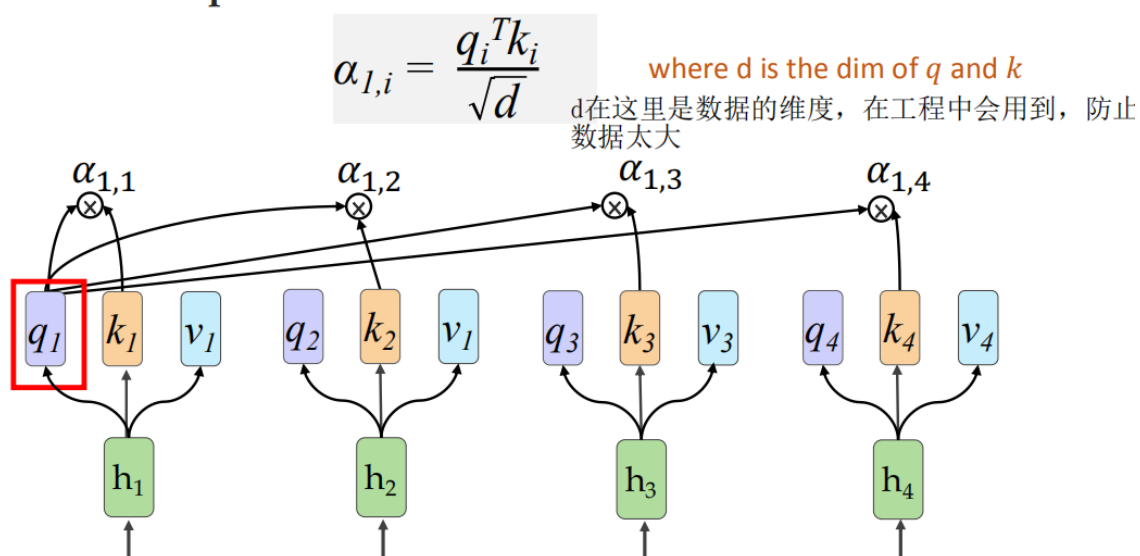 α1,i = qiᵀki / √d
where d is the dim of q and k
d在这里是数据的维度，在工程中会用到，防止
数据太大
α1,1 α1,2 α1,3 α1,4
q1 k1 v1 q2 k2 v1 q3 k3 v3 q4 k4 v4
h1 h2 h3 h4